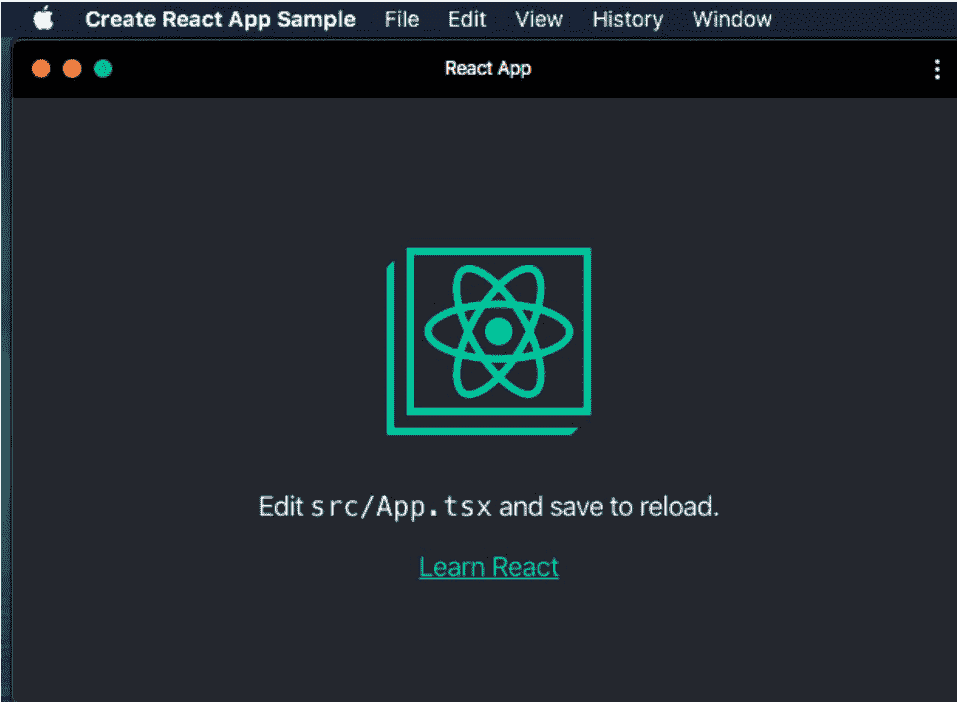 Create React App Sample File Edit View History Window
React App
Edit src/App.tsx and save to reload.
Learn React